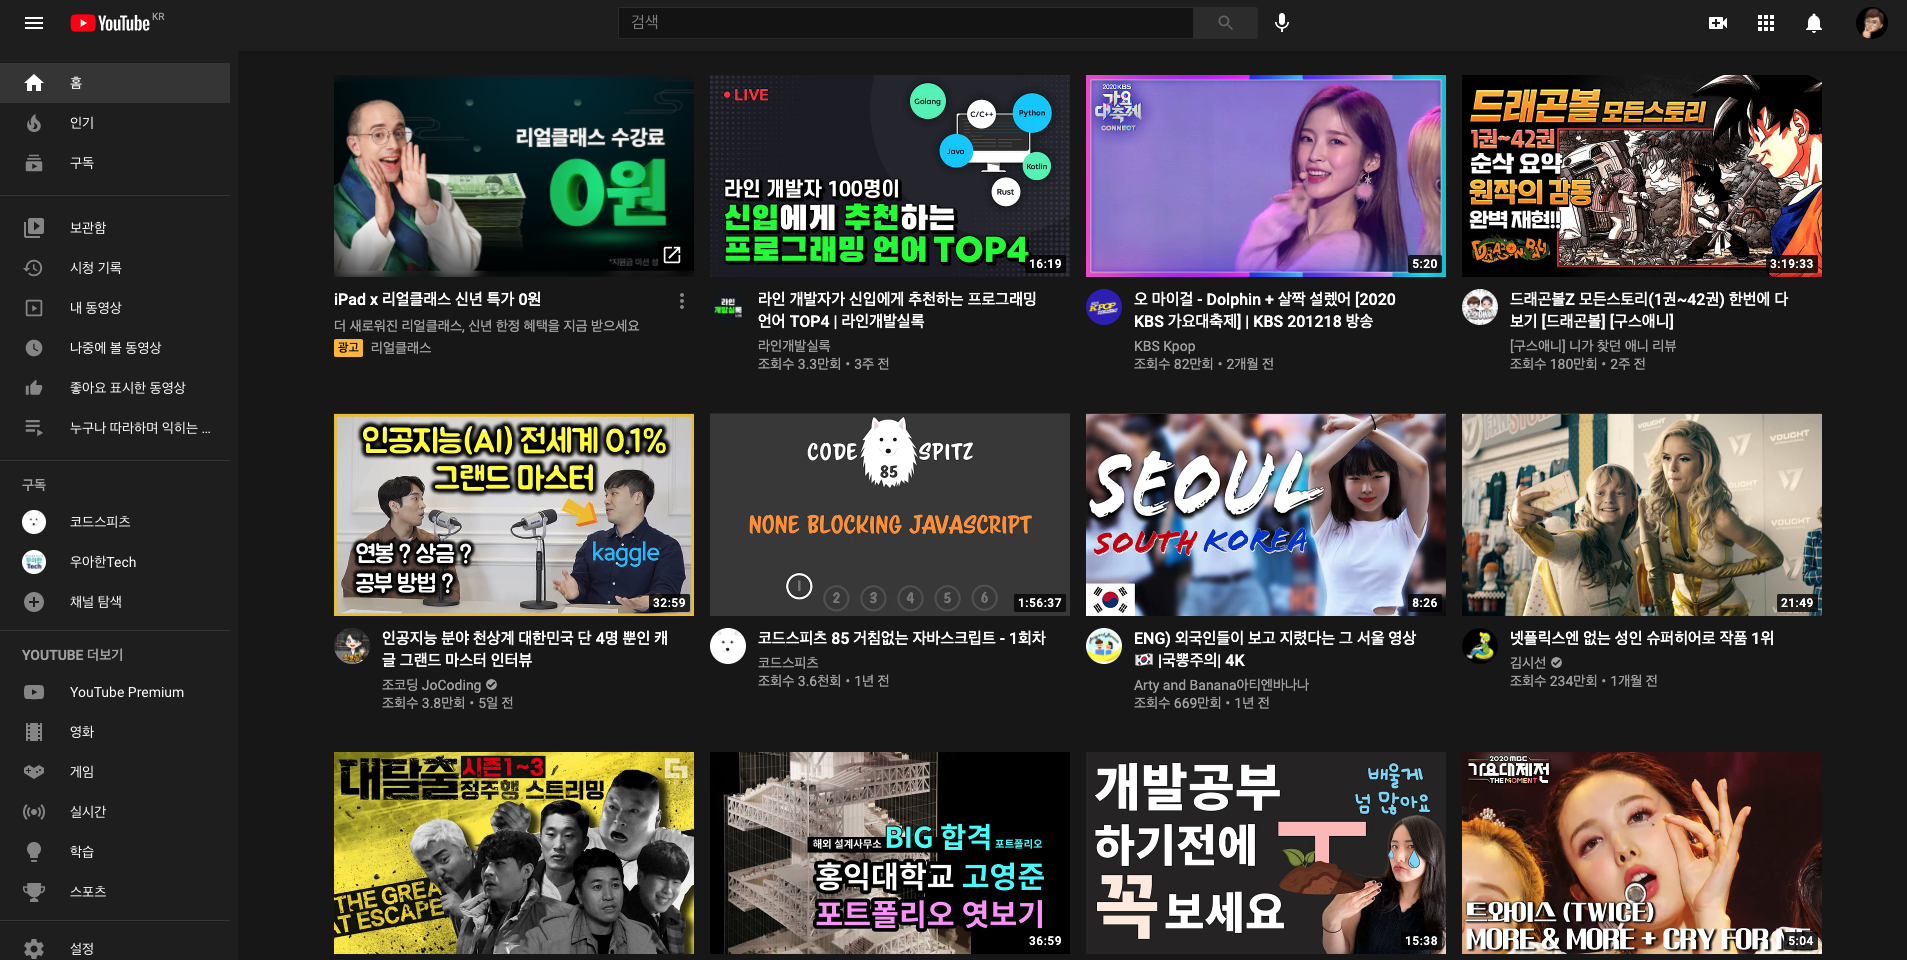 YouTube KR
검색
홈
인기
구독
보관함
시청 기록
내 동영상
나중에 볼 동영상
좋아요 표시한 동영상
누구나 따라하며 익히는 ...
구독
코드스피츠
우아한Tech
채널 탐색
YOUTUBE 더보기
YouTube Premium
영화
게임
실시간
학습
스포츠
설정
리얼클래스 수강료
0원
iPad x 리얼클래스 신년 특가 0원
더 새로워진 리얼클래스, 신년 한정 혜택을 지금 받으세요
광고 리얼클래스
LIVE
Golang
C/C++
Python
Java
Kotlin
Rust
라인 개발자 100명이
신입에게 추천하는
프로그래밍 언어 TOP4
16:19
라인 개발실록
라인 개발자가 신입에게 추천하는 프로그래밍
언어 TOP4 | 라인개발실록
라인개발실록
조회수 3.3만회 • 3주 전
2020 KBS
가요
대축제
CONNECT
5:20
오 마이걸 - Dolphin + 살짝 설렜어 [2020
KBS 가요대축제] | KBS 201218 방송
KBS Kpop
조회수 82만회 • 2개월 전
드래곤볼 모든스토리
1권~42권
순삭 요약
원작의 감동
완벽 재현!!
DRAGON BALL
3:19:33
드래곤볼Z 모든스토리(1권~42권) 한번에 다
보기 [드래곤볼] [구스애니]
[구스애니] 니가 찾던 애니 리뷰
조회수 180만회 • 2주 전
인공지능(AI) 전세계 0.1%
그랜드 마스터
연봉 ? 상금 ?
공부 방법 ?
kaggle
32:59
인공지능 분야 천상계 대한민국 단 4명 뿐인 캐
글 그랜드 마스터 인터뷰
조코딩 JoCoding
조회수 3.8만회 • 5일 전
CODE SPITZ
85
NONE BLOCKING JAVASCRIPT
1 2 3 4 5 6
1:56:37
코드스피츠 85 거침없는 자바스크립트 - 1회차
코드스피츠
조회수 3.6천회 • 1년 전
SEOUL
SOUTH KOREA
8:26
ENG) 외국인들이 보고 지렸다는 그 서울 영상
🇰🇷 |국뽕주의| 4K
Arty and Banana아티엔바나나
조회수 669만회 • 1년 전
VOUGHT
VOUGHT
21:49
넷플릭스엔 없는 성인 슈퍼히어로 작품 1위
김시선
조회수 234만회 • 1개월 전
대탈출 시즌1~3
정주행 스트리밍
THE GREAT
ESCAPE
해외 설계사무소 BIG 합격 포트폴리오
홍익대학교 고영준
포트폴리오 엿보기
36:59
개발공부
하기전에
꼭 보세요
배울게
넘 많아요
15:38
2020 MBC
가요대제전
THE MOMENT
트와이스 (TWICE)
MORE & MORE + CRY FOR ME
5:04